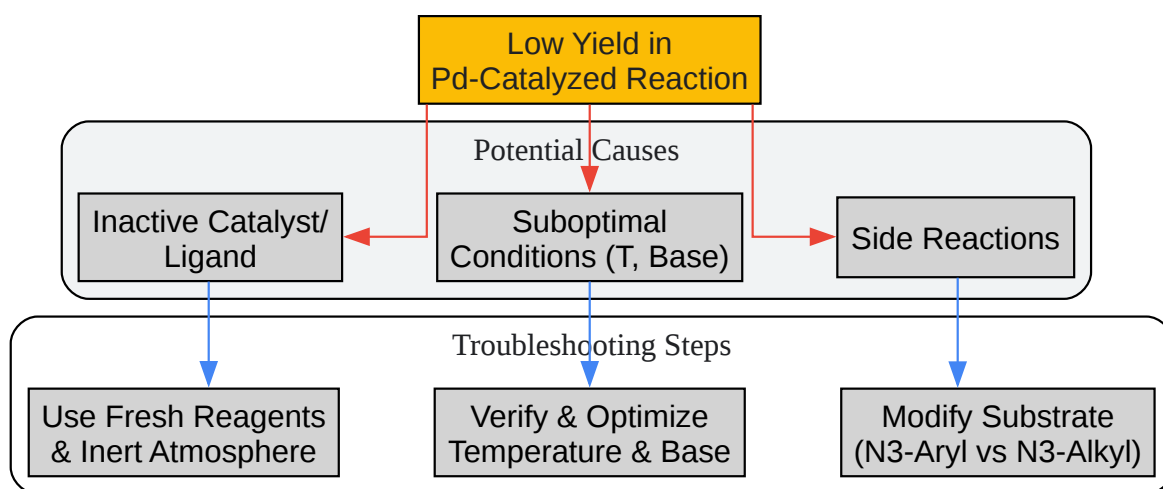 Low Yield in
Pd-Catalyzed Reaction
Potential Causes
Inactive Catalyst/
Ligand
Suboptimal
Conditions (T, Base)
Side Reactions
Troubleshooting Steps
Use Fresh Reagents
& Inert Atmosphere
Verify & Optimize
Temperature & Base
Modify Substrate
(N3-Aryl vs N3-Alkyl)